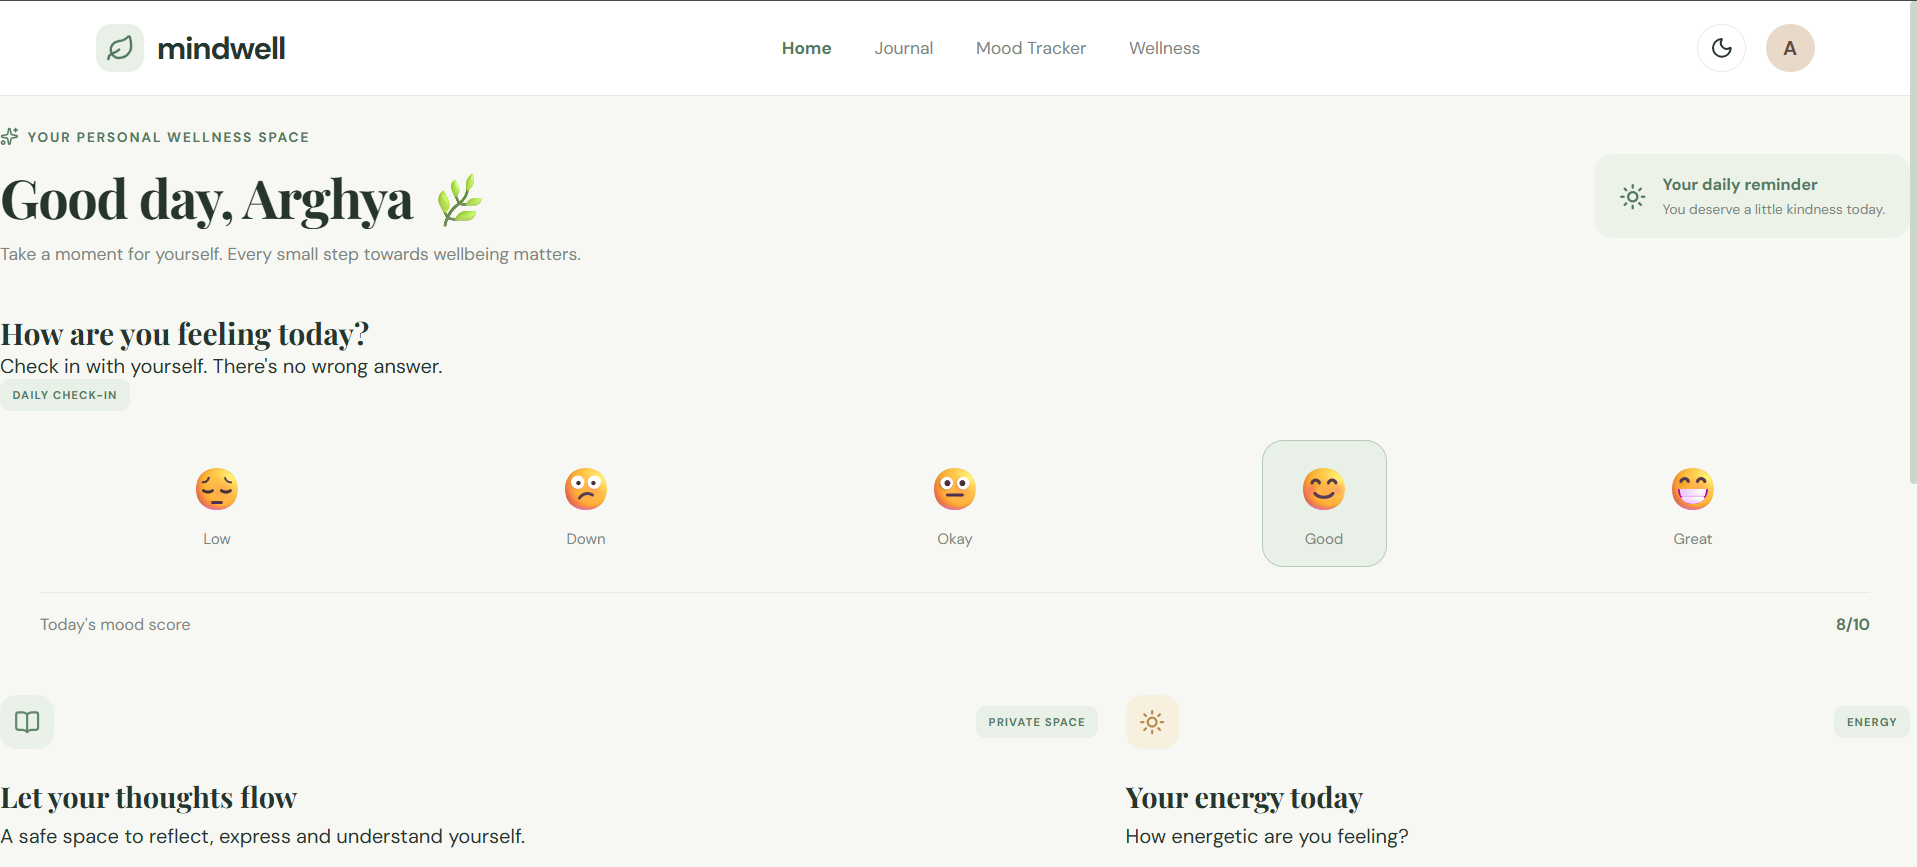 mindwell
Home
Journal
Mood Tracker
Wellness
A
YOUR PERSONAL WELLNESS SPACE
Good day, Arghya
Take a moment for yourself. Every small step towards wellbeing matters.
Your daily reminder
You deserve a little kindness today.
How are you feeling today?
Check in with yourself. There's no wrong answer.
DAILY CHECK-IN
Low
Down
Okay
Good
Great
Today's mood score
8/10
PRIVATE SPACE
Let your thoughts flow
A safe space to reflect, express and understand yourself.
ENERGY
Your energy today
How energetic are you feeling?